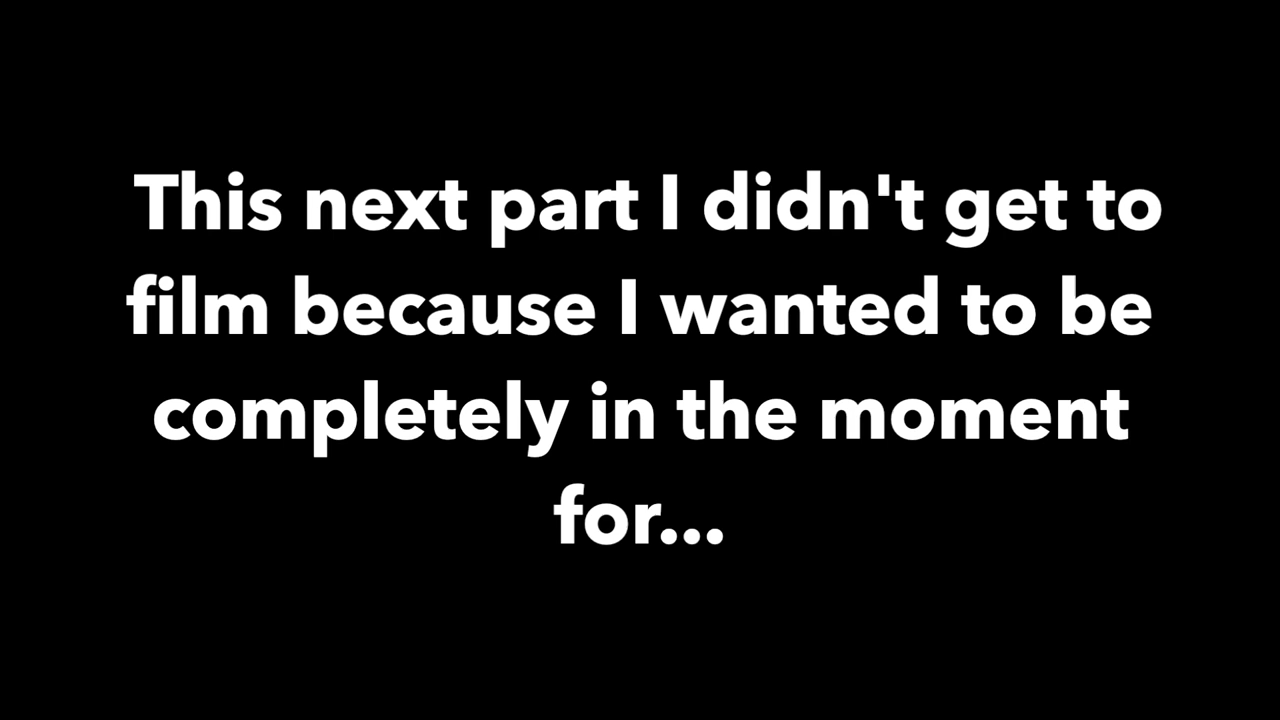 This next part I didn't get to
film because I wanted to be
completely in the moment
for...